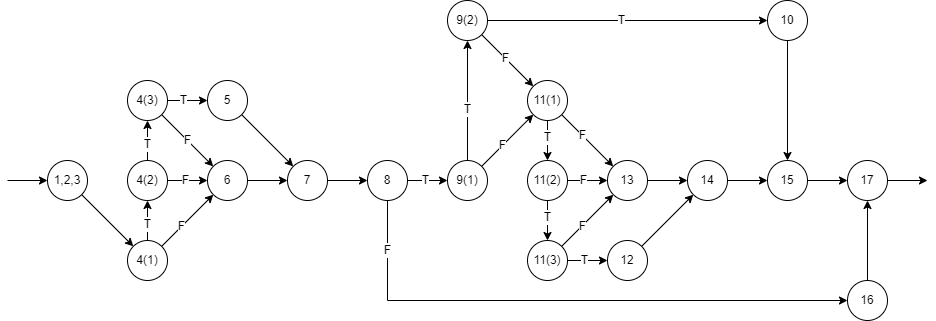 9(2) T 10
F
4(3) T 5 T 11(1)
T F F T F
1,2,3 4(2) F 6 7 8 T 9(1) 11(2) F 13 14 15 17
T F T F
4(1) F 11(3) T 12
16